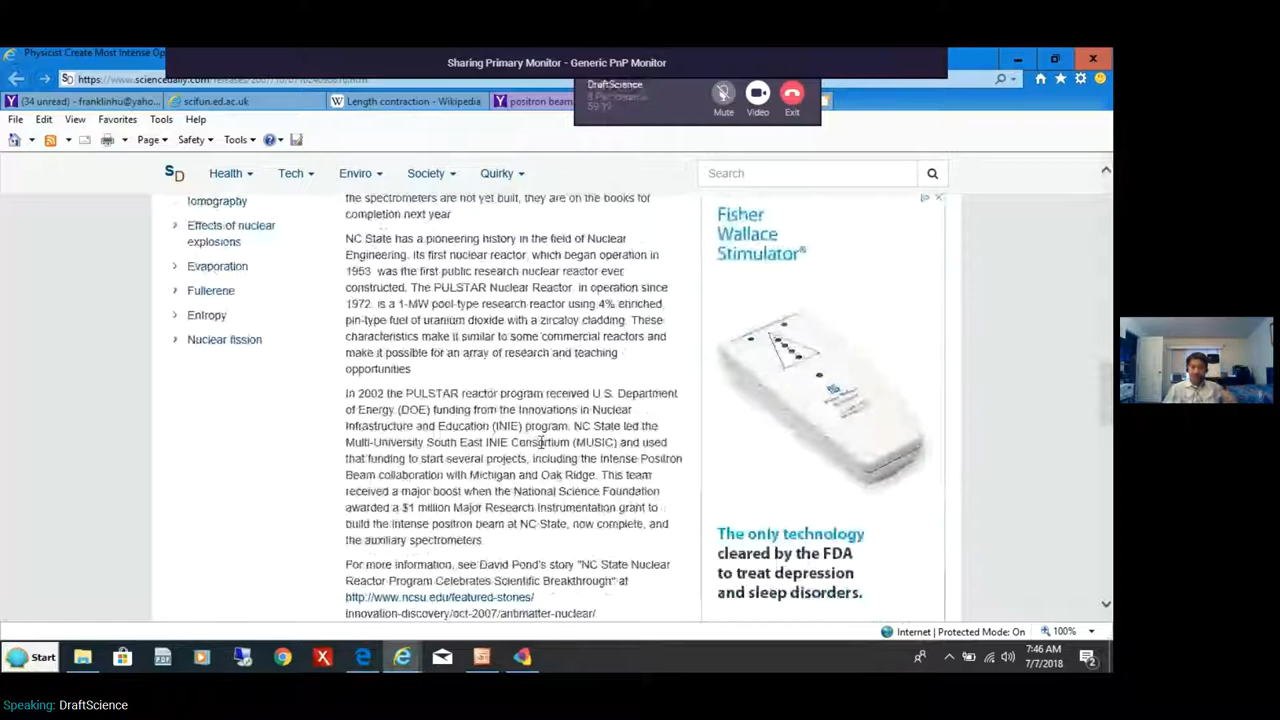 Physicist Create Most Intense Op
Sharing Primary Monitor - Generic PnP Monitor
DraftScience
Mute
Video
Exit
(34 unread) - franklinhu@yaho...
scifun.ed.ac.uk
Length contraction - Wikipedia
positron beam
File Edit View Favorites Tools Help
Page Safety Tools
SD
Health Tech Enviro Society Quirky
Search
Tomography
Effects of nuclear
explosions
Evaporation
Fullerene
Entropy
Nuclear fission
the spectrometers are not yet built, they are on the books for
completion next year
NC State has a pioneering history in the field of Nuclear
Engineering. Its first nuclear reactor, which began operation in
1953 was the first public research nuclear reactor ever
constructed. The PULSTAR Nuclear Reactor in operation since
1972, is a 1-MW pool-type research reactor using 4% enriched,
pin-type fuel of uranium dioxide with a zircaloy cladding. These
characteristics make it similar to some commercial reactors and
make it possible for an array of research and teaching
opportunities
In 2002 the PULSTAR reactor program received U.S. Department
of Energy (DOE) funding from the Innovations in Nuclear
Infrastructure and Education (INIE) program. NC State led the
Multi-University South East INIE Consortium (MUSIC) and used
that funding to start several projects, including the Intense Positron
Beam collaboration with Michigan and Oak Ridge. This team
received a major boost when the National Science Foundation
awarded a $1 million Major Research Instrumentation grant to
build the intense positron beam at NC State, now complete, and
the auxiliary spectrometers
For more information, see David Pond's story "NC State Nuclear
Reactor Program Celebrates Scientific Breakthrough" at
http://www.ncsu.edu/featured-stories/
innovation-discovery/oct-2007/antimatter-nuclear/
Fisher
Wallace
Stimulator®
The only technology
cleared by the FDA
to treat depression
and sleep disorders.
Internet | Protected Mode: On
100%
Start
7:46 AM
7/7/2018
2
Speaking: DraftScience